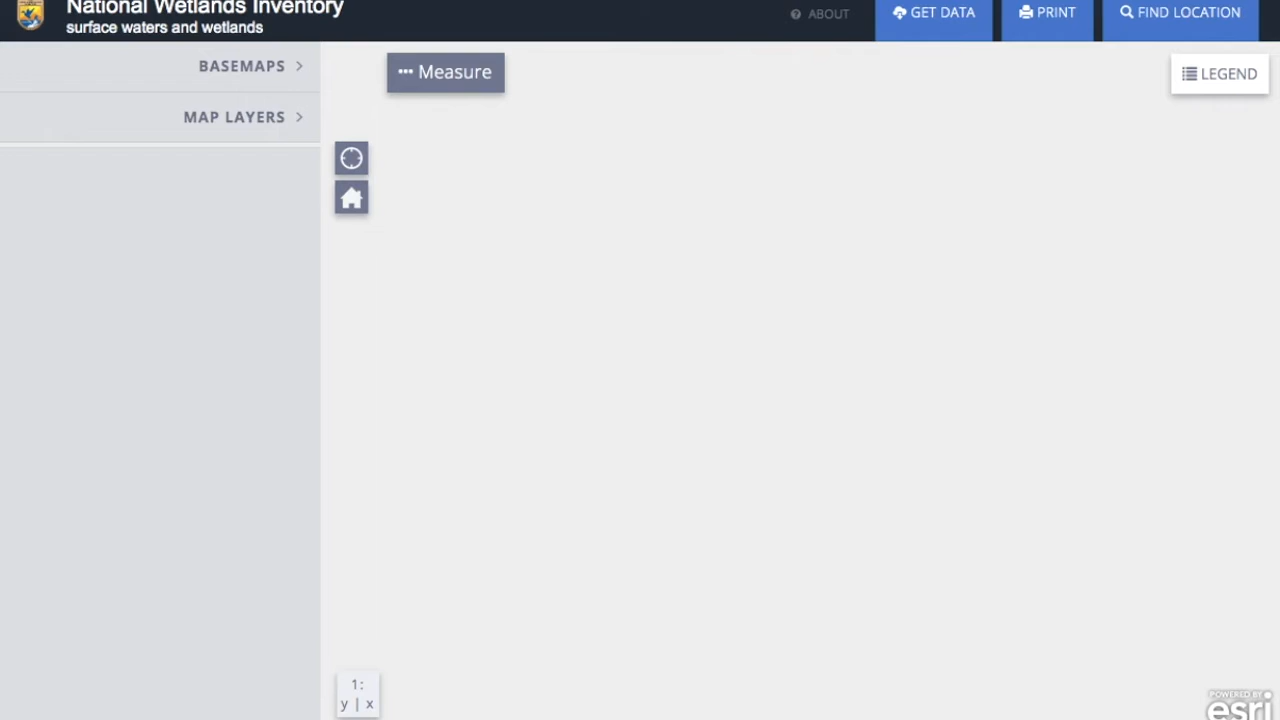 National Wetlands Inventory
surface waters and wetlands
ABOUT
GET DATA
PRINT
FIND LOCATION
BASEMAPS
MAP LAYERS
Measure
LEGEND
1:
y | x
POWERED BY
esri